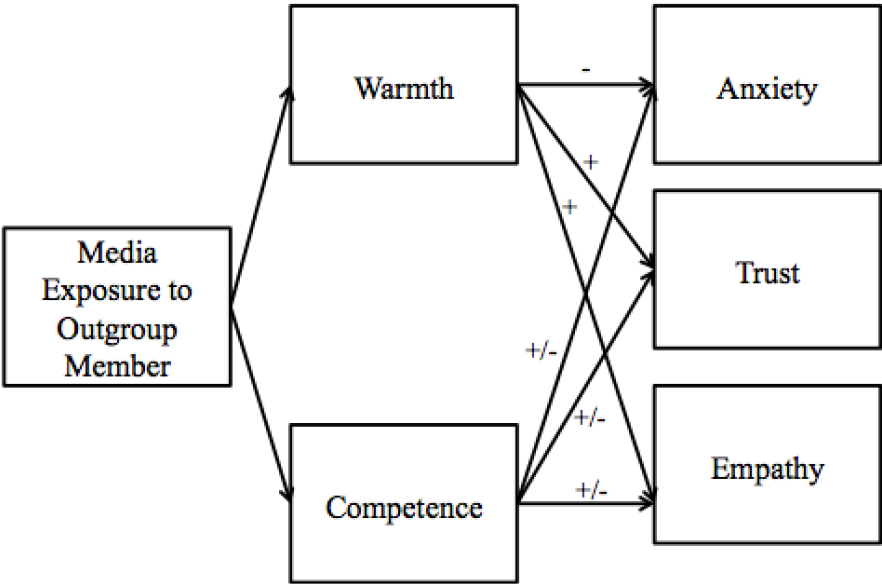 Warmth
Anxiety
-
+
+
Media
Exposure to
Outgroup
Member
Trust
+/-
+/-
+/-
Competence
Empathy